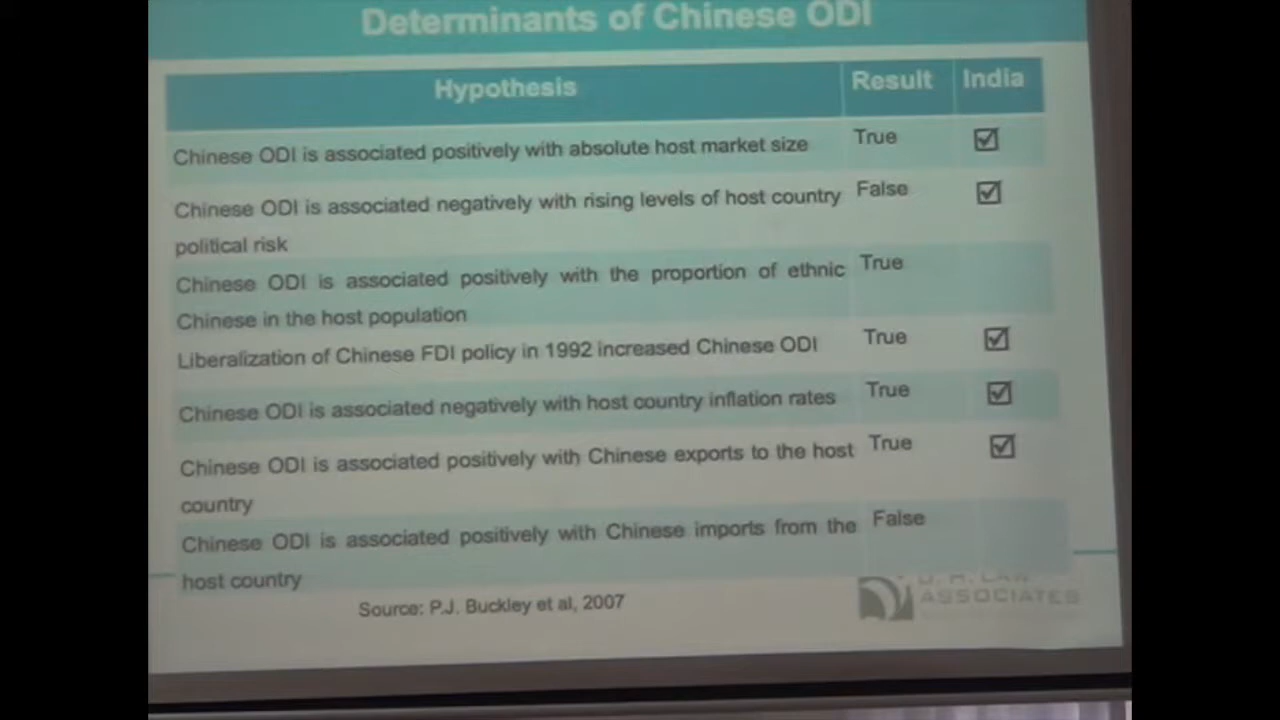 Determinants of Chinese ODI
Hypothesis Result India
Chinese ODI is associated positively with absolute host market size True ☑
Chinese ODI is associated negatively with rising levels of host country False ☑
political risk
Chinese ODI is associated positively with the proportion of ethnic True
Chinese in the host population
Liberalization of Chinese FDI policy in 1992 increased Chinese ODI True ☑
Chinese ODI is associated negatively with host country inflation rates True ☑
Chinese ODI is associated positively with Chinese exports to the host True ☑
country
Chinese ODI is associated positively with Chinese imports from the False
host country
Source: P.J. Buckley et al, 2007
ASSOCIATES